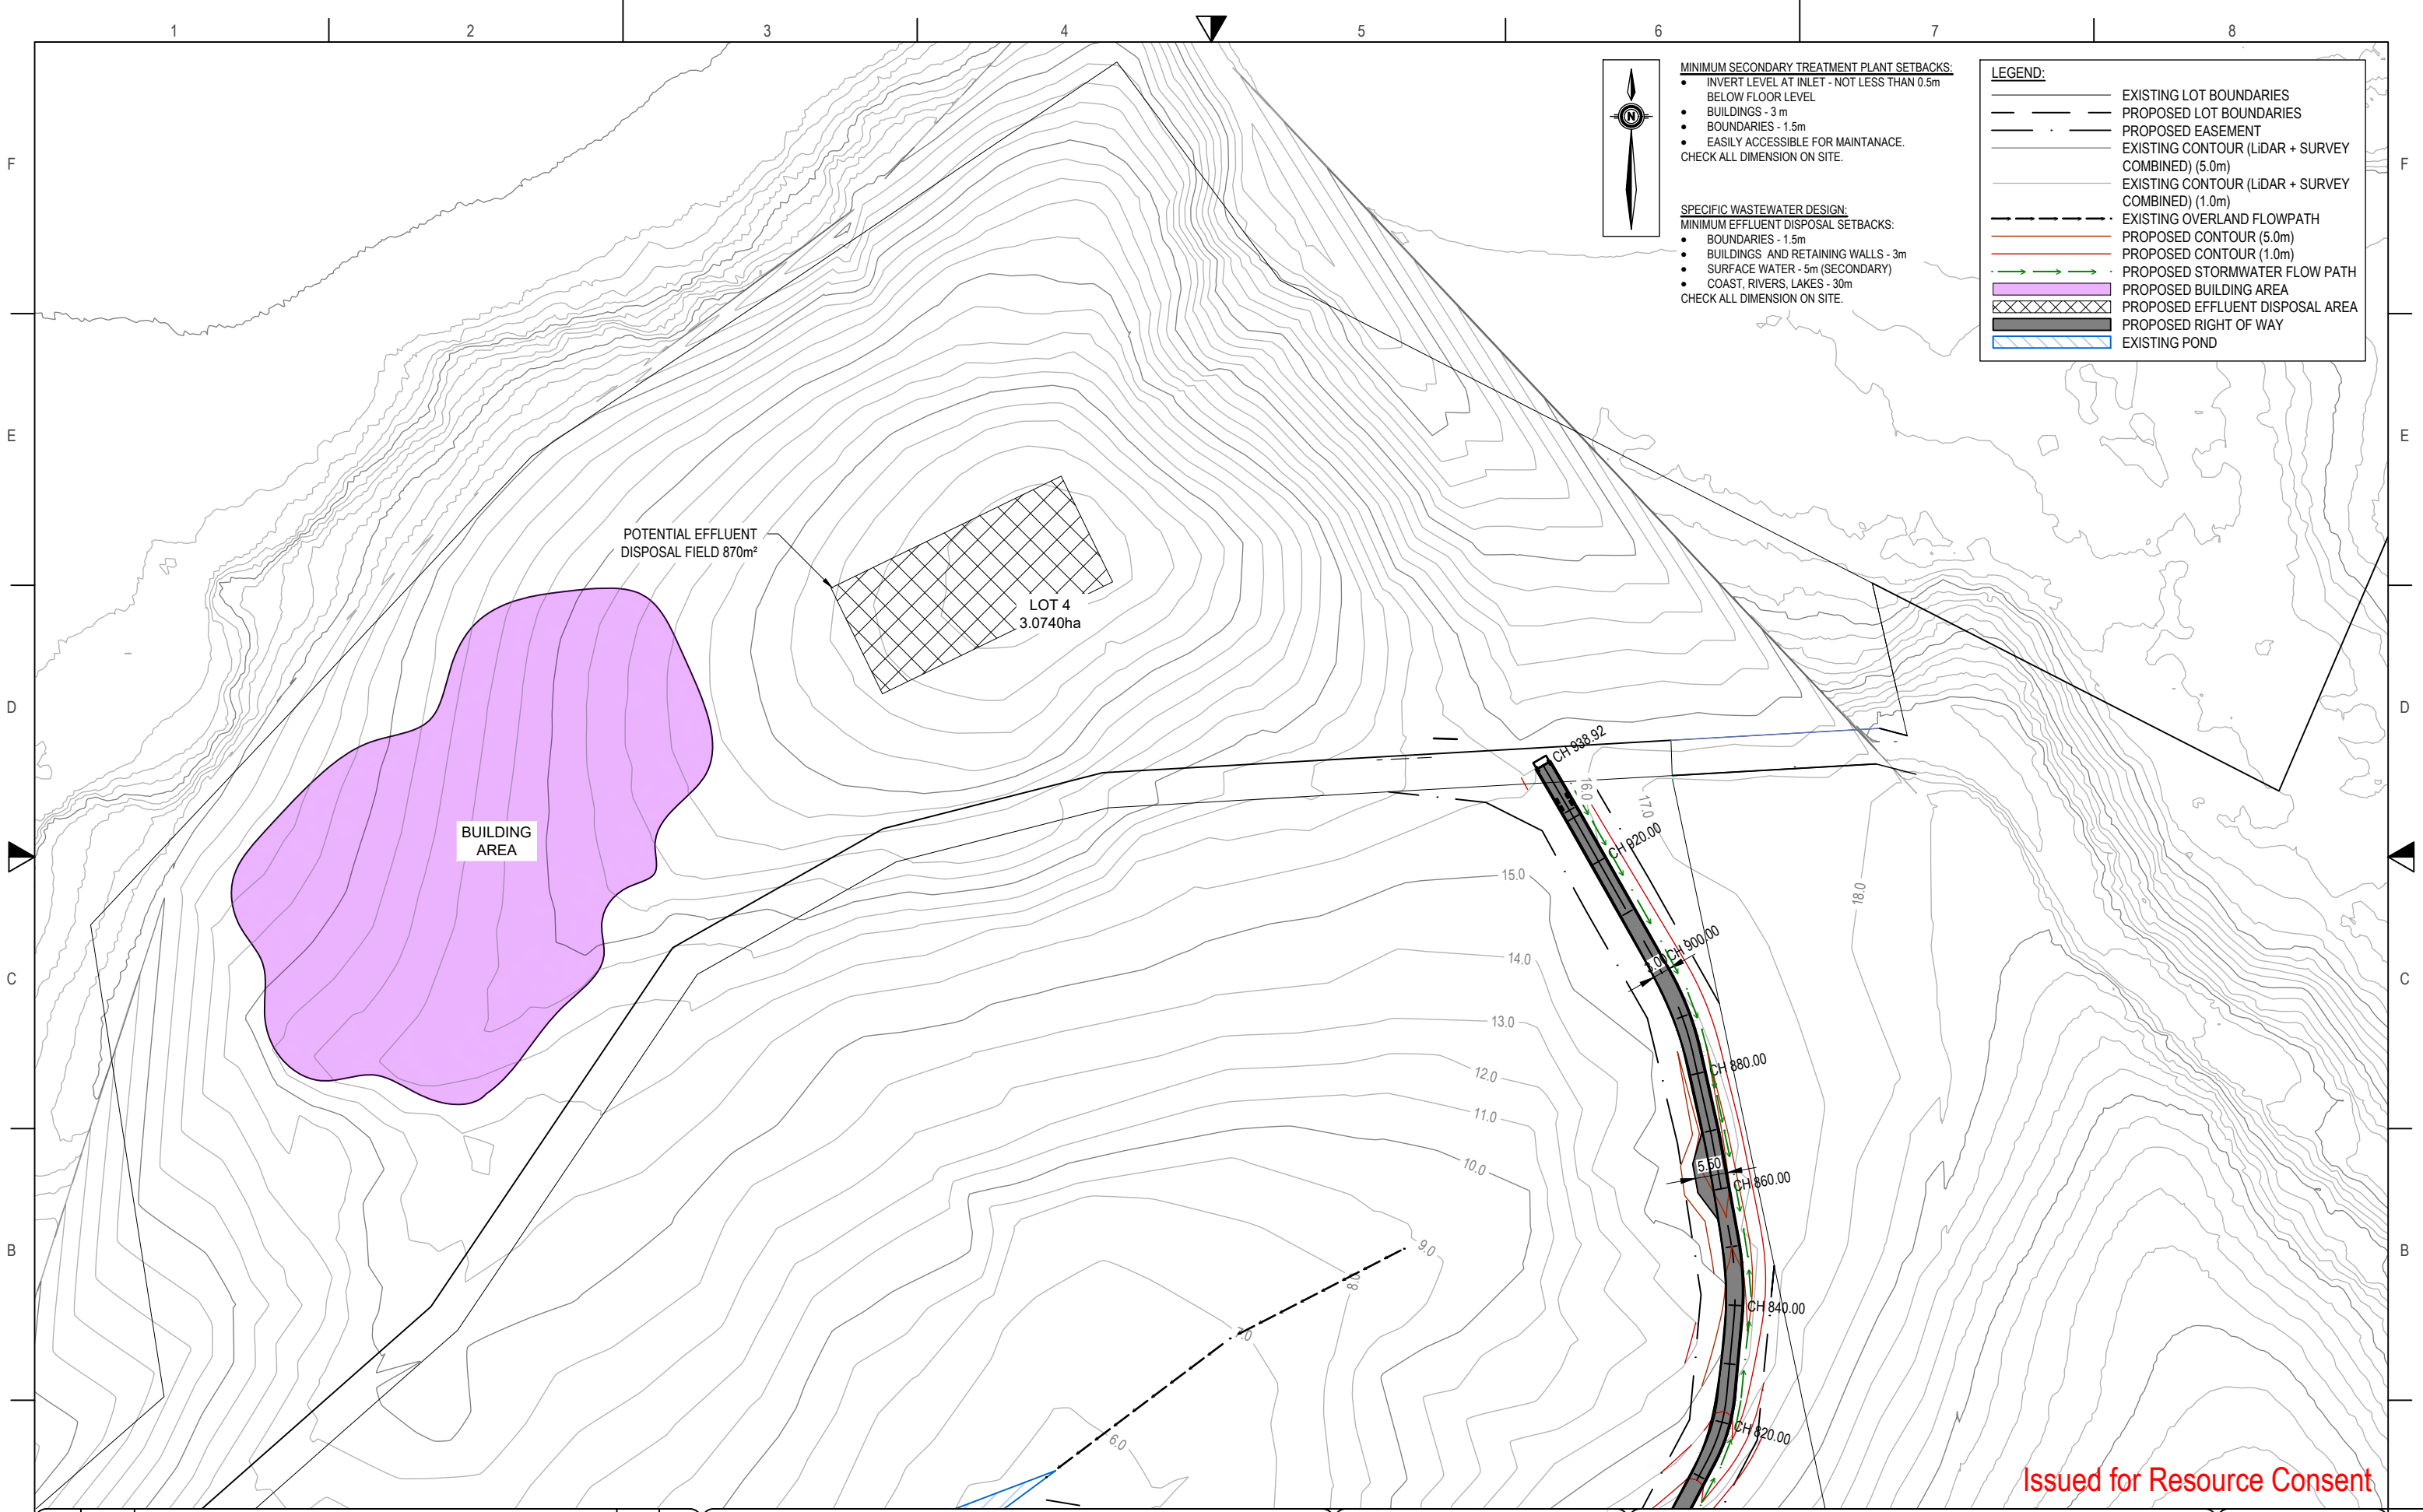 1 2 3 4 5 6 7 8
F
E
D
C
B
F
E
D
C
B
N
MINIMUM SECONDARY TREATMENT PLANT SETBACKS:
• INVERT LEVEL AT INLET - NOT LESS THAN 0.5m
BELOW FLOOR LEVEL
• BUILDINGS - 3 m
• BOUNDARIES - 1.5m
• EASILY ACCESSIBLE FOR MAINTANACE.
CHECK ALL DIMENSION ON SITE.
SPECIFIC WASTEWATER DESIGN:
MINIMUM EFFLUENT DISPOSAL SETBACKS:
• BOUNDARIES - 1.5m
• BUILDINGS AND RETAINING WALLS - 3m
• SURFACE WATER - 5m (SECONDARY)
• COAST, RIVERS, LAKES - 30m
CHECK ALL DIMENSION ON SITE.
LEGEND:
EXISTING LOT BOUNDARIES
PROPOSED LOT BOUNDARIES
PROPOSED EASEMENT
EXISTING CONTOUR (LiDAR + SURVEY
COMBINED) (5.0m)
EXISTING CONTOUR (LiDAR + SURVEY
COMBINED) (1.0m)
EXISTING OVERLAND FLOWPATH
PROPOSED CONTOUR (5.0m)
PROPOSED CONTOUR (1.0m)
PROPOSED STORMWATER FLOW PATH
PROPOSED BUILDING AREA
PROPOSED EFFLUENT DISPOSAL AREA
PROPOSED RIGHT OF WAY
EXISTING POND
POTENTIAL EFFLUENT
DISPOSAL FIELD 870m²
LOT 4
3.0740ha
BUILDING
AREA
CH 938.92
16.0
17.0
CH 920.00
15.0
18.0
CH 900.00
3.00
14.0
13.0
CH 880.00
12.0
11.0
10.0
5.50
CH 860.00
9.0
8.0
CH 840.00
7.0
CH 820.00
6.0
Issued for Resource Consent